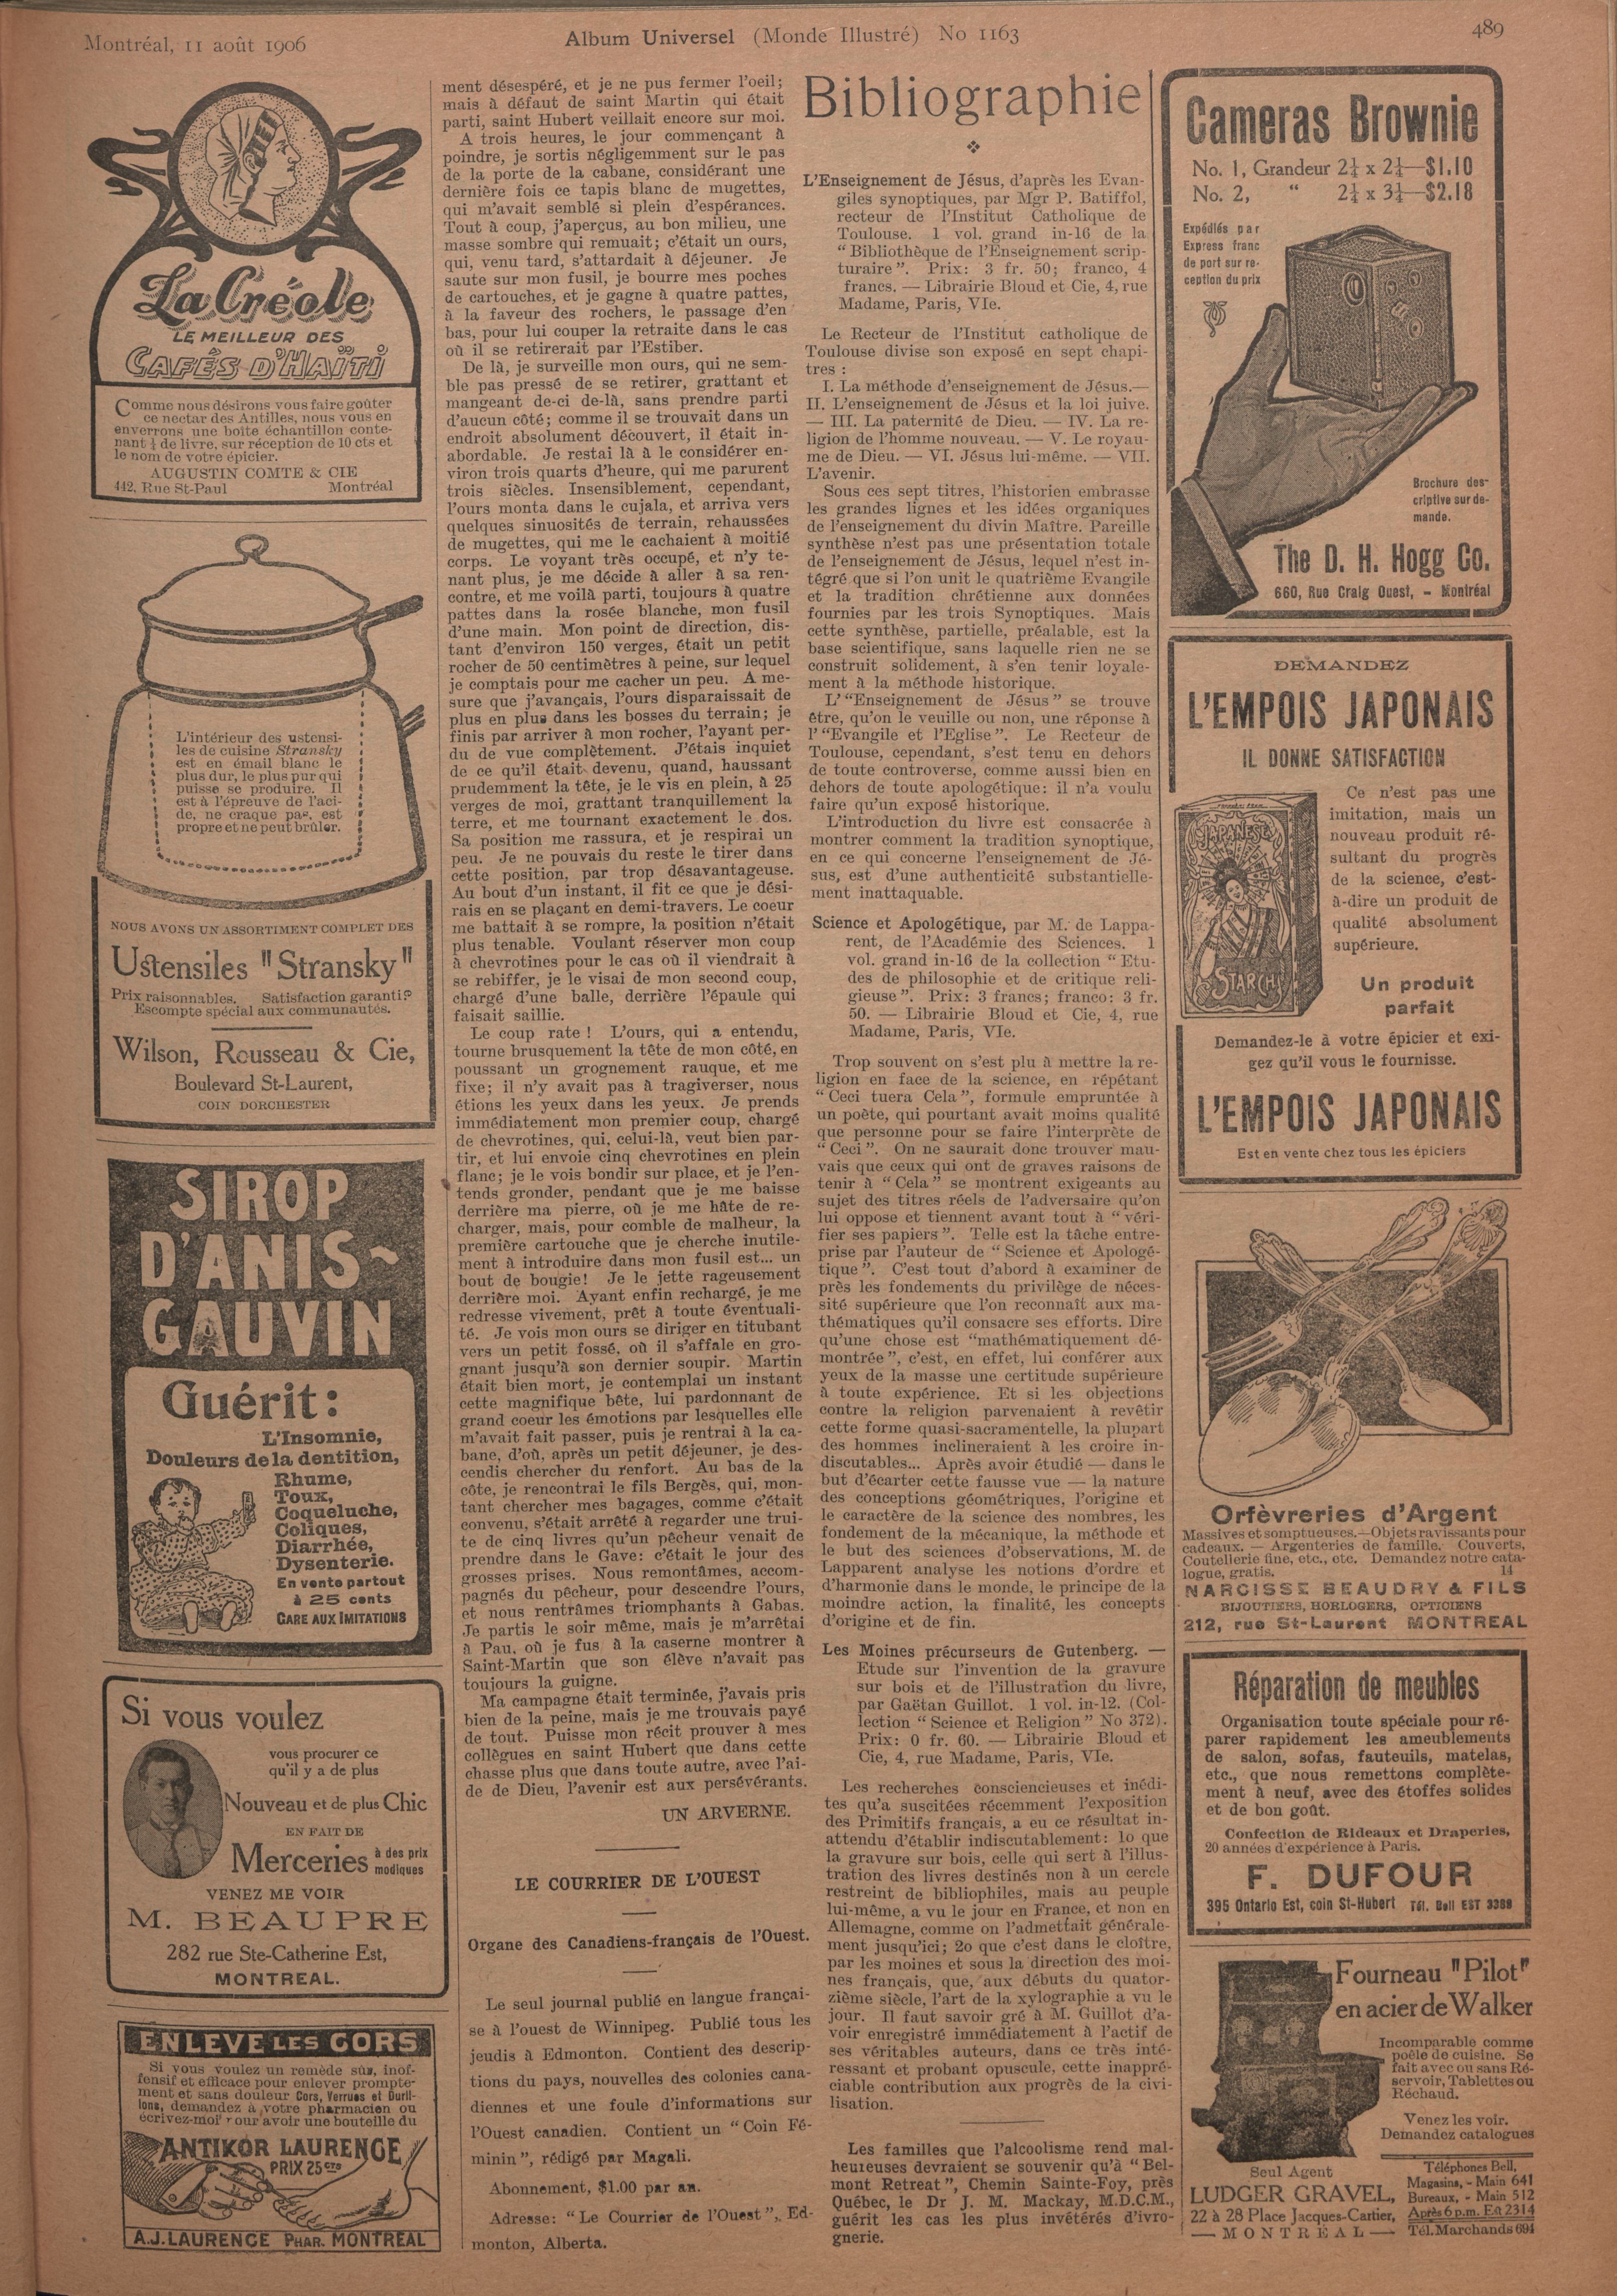 Montréal, 11 août 1906
Album Universel (Monde Illustré) No 1163
489
La Créole
LE MEILLEUR DES
CAFÉS D'HAÏTI
Comme nous désirons vous faire goûter
ce nectar des Antilles, nous vous en
enverrons une boîte échantillon conte-
nant ¼ de livre, sur réception de 10 cts et
le nom de votre épicier.
AUGUSTIN COMTE & CIE
442, Rue St-Paul Montréal
L'intérieur des ustensi-
les de cuisine Stransky
est en émail blanc le
plus dur, le plus pur qui
puisse se produire. Il
est à l'épreuve de l'aci-
de, ne craque pas, est
propre et ne peut brûler.
NOUS AVONS UN ASSORTIMENT COMPLET DES
Ustensiles "Stransky"
Prix raisonnables. Satisfaction garantie
Escompte spécial aux communautés.
Wilson, Rousseau & Cie,
Boulevard St-Laurent,
COIN DORCHESTER
SIROP
D'ANIS-
GAUVIN
Guérit:
L'Insomnie,
Douleurs de la dentition,
Rhume,
Toux,
Coqueluche,
Coliques,
Diarrhée,
Dysenterie.
En vente partout
à 25 cents
GARE AUX IMITATIONS
Si vous voulez
vous procurer ce
qu'il y a de plus
Nouveau et de plus Chic
EN FAIT DE
Merceries à des prix
modiques
VENEZ ME VOIR
M. BEAUPRE
282 rue Ste-Catherine Est,
MONTREAL.
ENLEVE LES CORS
Si vous voulez un remède sûr, inof-
fensif et efficace pour enlever prompte-
ment et sans douleur Cors, Verrues et Duril-
lons, demandez à votre pharmacien ou
écrivez-moi pour avoir une bouteille du
ANTIKOR LAURENCE
PRIX 25 CTS
A.J. LAURENCE PHAR. MONTREAL
ment désespéré, et je ne pus fermer l'oeil;
mais à défaut de saint Martin qui était
parti, saint Hubert veillait encore sur moi.
A trois heures, le jour commençant à
poindre, je sortis négligemment sur le pas
de la porte de la cabane, considérant une
dernière fois ce tapis blanc de mugettes,
qui m'avait semblé si plein d'espérances.
Tout à coup, j'aperçus, au bon milieu, une
masse sombre qui remuait; c'était un ours,
qui, venu tard, s'attardait à déjeuner. Je
saute sur mon fusil, je bourre mes poches
de cartouches, et je gagne à quatre pattes,
à la faveur des rochers, le passage d'en
bas, pour lui couper la retraite dans le cas
où il se retirerait par l'Estiber.
De là, je surveille mon ours, qui ne sem-
ble pas pressé de se retirer, grattant et
mangeant de-ci de-là, sans prendre parti
d'aucun côté; comme il se trouvait dans un
endroit absolument découvert, il était in-
abordable. Je restai là à le considérer en-
viron trois quarts d'heure, qui me parurent
trois siècles. Insensiblement, cependant,
l'ours monta dans le cujala, et arriva vers
quelques sinuosités de terrain, rehaussées
de mugettes, qui me le cachaient à moitié
corps. Le voyant très occupé, et n'y te-
nant plus, je me décide à aller à sa ren-
contre, et me voilà parti, toujours à quatre
pattes dans la rosée blanche, mon fusil
d'une main. Mon point de direction, dis-
tant d'environ 150 verges, était un petit
rocher de 50 centimètres à peine, sur lequel
je comptais pour me cacher un peu. A me-
sure que j'avançais, l'ours disparaissait de
plus en plus dans les bosses du terrain; je
finis par arriver à mon rocher, l'ayant per-
du de vue complètement. J'étais inquiet
de ce qu'il était devenu, quand, haussant
prudemment la tête, je le vis en plein, à 25
verges de moi, grattant tranquillement la
terre, et me tournant exactement le dos.
Sa position me rassura, et je respirai un
peu. Je ne pouvais du reste le tirer dans
cette position, par trop désavantageuse.
Au bout d'un instant, il fit ce que je dési-
rais en se plaçant en demi-travers. Le coeur
me battait à se rompre, la position n'était
plus tenable. Voulant réserver mon coup
à chevrotines pour le cas où il viendrait à
se rebiffer, je le visai de mon second coup,
chargé d'une balle, derrière l'épaule qui
faisait saillie.
Le coup rate! L'ours, qui a entendu,
tourne brusquement la tête de mon côté, en
poussant un grognement rauque, et me
fixe; il n'y avait pas à tragiverser, nous
étions les yeux dans les yeux. Je prends
immédiatement mon premier coup, chargé
de chevrotines, qui, celui-là, veut bien par-
tir, et lui envoie cinq chevrotines en plein
flanc; je le vois bondir sur place, et je l'en-
tends gronder, pendant que je me baisse
derrière ma pierre, où je me hâte de re-
charger, mais, pour comble de malheur, la
première cartouche que je cherche inutile-
ment à introduire dans mon fusil est... un
bout de bougie! Je le jette rageusement
derrière moi. Ayant enfin rechargé, je me
redresse vivement, prêt à toute éventuali-
té. Je vois mon ours se diriger en titubant
vers un petit fossé, où il s'affale en gro-
gnant jusqu'à son dernier soupir. Martin
était bien mort, je contemplai un instant
cette magnifique bête, lui pardonnant de
grand coeur les émotions par lesquelles elle
m'avait fait passer, puis je rentrai à la ca-
bane, d'où, après un petit déjeuner, je des-
cendis chercher du renfort. Au bas de la
côte, je rencontrai le fils Bergès, qui, mon-
tant chercher mes bagages, comme c'était
convenu, s'était arrêté à regarder une trui-
te de cinq livres qu'un pêcheur venait de
prendre dans le Gave: c'était le jour des
grosses prises. Nous remontâmes, accom-
pagnés du pêcheur, pour descendre l'ours,
et nous rentrâmes triomphants à Gabas.
Je partis le soir même, mais je m'arrêtai
à Pau, où je fus à la caserne montrer à
Saint-Martin que son élève n'avait pas
toujours la guigne.
Ma campagne était terminée, j'avais pris
bien de la peine, mais je me trouvais payé
de tout. Puisse mon récit prouver à mes
collègues en saint Hubert que dans cette
chasse plus que dans toute autre, avec l'ai-
de de Dieu, l'avenir est aux persévérants.
UN ARVERNE.
LE COURRIER DE L'OUEST
Organe des Canadiens-français de l'Ouest.
Le seul journal publié en langue françai-
se à l'ouest de Winnipeg. Publié tous les
jeudis à Edmonton. Contient des descrip-
tions du pays, nouvelles des colonies cana-
diennes et une foule d'informations sur
l'Ouest canadien. Contient un "Coin Fé-
minin", rédigé par Magali.
Abonnement, $1.00 par an.
Adresse: "Le Courrier de l'Ouest", Ed-
monton, Alberta.
Bibliographie
L'Enseignement de Jésus, d'après les Evan-
giles synoptiques, par Mgr P. Batiffol,
recteur de l'Institut Catholique de
Toulouse. 1 vol. grand in-16 de la
"Bibliothèque de l'Enseignement scrip-
turaire". Prix: 3 fr. 50; franco, 4
francs. — Librairie Bloud et Cie, 4, rue
Madame, Paris, VIe.
Le Recteur de l'Institut catholique de
Toulouse divise son exposé en sept chapi-
tres :
I. La méthode d'enseignement de Jésus.—
II. L'enseignement de Jésus et la loi juive.
— III. La paternité de Dieu. — IV. La re-
ligion de l'homme nouveau. — V. Le royau-
me de Dieu. — VI. Jésus lui-même. — VII.
L'avenir.
Sous ces sept titres, l'historien embrasse
les grandes lignes et les idées organiques
de l'enseignement du divin Maître. Pareille
synthèse n'est pas une présentation totale
de l'enseignement de Jésus, lequel n'est in-
tégré que si l'on unit le quatrième Evangile
et la tradition chrétienne aux données
fournies par les trois Synoptiques. Mais
cette synthèse, partielle, préalable, est la
base scientifique, sans laquelle rien ne se
construit solidement, à s'en tenir loyale-
ment à la méthode historique.
L' "Enseignement de Jésus" se trouve
être, qu'on le veuille ou non, une réponse à
l' "Evangile et l'Eglise". Le Recteur de
Toulouse, cependant, s'est tenu en dehors
de toute controverse, comme aussi bien en
dehors de toute apologétique: il n'a voulu
faire qu'un exposé historique.
L'introduction du livre est consacrée à
montrer comment la tradition synoptique,
en ce qui concerne l'enseignement de Jé-
sus, est d'une authenticité substantielle-
ment inattaquable.
Science et Apologétique, par M. de Lappa-
rent, de l'Académie des Sciences. 1
vol. grand in-16 de la collection "Etu-
des de philosophie et de critique reli-
gieuse". Prix: 3 francs; franco: 3 fr.
50. — Librairie Bloud et Cie, 4, rue
Madame, Paris, VIe.
Trop souvent on s'est plu à mettre la re-
ligion en face de la science, en répétant
"Ceci tuera Cela", formule empruntée à
un poète, qui pourtant avait moins qualité
que personne pour se faire l'interprète de
"Ceci". On ne saurait donc trouver mau-
vais que ceux qui ont de graves raisons de
tenir à "Cela" se montrent exigeants au
sujet des titres réels de l'adversaire qu'on
lui oppose et tiennent avant tout à "véri-
fier ses papiers". Telle est la tâche entre-
prise par l'auteur de "Science et Apologé-
tique". C'est tout d'abord à examiner de
près les fondements du privilège de néces-
sité supérieure que l'on reconnaît aux ma-
thématiques qu'il consacre ses efforts. Dire
qu'une chose est "mathématiquement dé-
montrée", c'est, en effet, lui conférer aux
yeux de la masse une certitude supérieure
à toute expérience. Et si les objections
contre la religion parvenaient à revêtir
cette forme quasi-sacramentelle, la plupart
des hommes inclineraient à les croire in-
discutables... Après avoir étudié — dans le
but d'écarter cette fausse vue — la nature
des conceptions géométriques, l'origine et
le caractère de la science des nombres, les
fondement de la mécanique, la méthode et
le but des sciences d'observations, M. de
Lapparent analyse les notions d'ordre et
d'harmonie dans le monde, le principe de la
moindre action, la finalité, les concepts
d'origine et de fin.
Les Moines précurseurs de Gutenberg. —
Etude sur l'invention de la gravure
sur bois et de l'illustration du livre,
par Gaëtan Guillot. 1 vol. in-12. (Col-
lection "Science et Religion" No 372).
Prix: 0 fr. 60. — Librairie Bloud et
Cie, 4, rue Madame, Paris, VIe.
Les recherches consciencieuses et inédi-
tes qu'a suscitées récemment l'exposition
des Primitifs français, a eu ce résultat in-
attendu d'établir indiscutablement: 1o que
la gravure sur bois, celle qui sert à l'illus-
tration des livres destinés non à un cercle
restreint de bibliophiles, mais au peuple
lui-même, a vu le jour en France, et non en
Allemagne, comme on l'admettait générale-
ment jusqu'ici; 2o que c'est dans le cloître,
par les moines et sous la direction des moi-
nes français, que, aux débuts du quator-
zième siècle, l'art de la xylographie a vu le
jour. Il faut savoir gré à M. Guillot d'a-
voir enregistré immédiatement à l'actif de
ses véritables auteurs, dans ce très inté-
ressant et probant opuscule, cette inappré-
ciable contribution aux progrès de la civi-
lisation.
Les familles que l'alcoolisme rend mal-
heureuses devraient se souvenir qu'à "Bel-
mont Retreat", Chemin Sainte-Foy, près
Québec, le Dr J. M. Mackay, M.D.C.M.,
guérit les cas les plus invétérés d'ivro-
gnerie.
Cameras Brownie
No. 1, Grandeur 2¼ x 2¼—$1.10
No. 2, " 2¼ x 3¼—$2.18
Expédiés par
Express franc
de port sur re-
ception du prix
Brochure des-
criptive sur de-
mande.
The D. H. Hogg Co.
660, Rue Craig Ouest, - Montréal
DEMANDEZ
L'EMPOIS JAPONAIS
IL DONNE SATISFACTION
JAPANESE
STARCH
Ce n'est pas une
imitation, mais un
nouveau produit ré-
sultant du progrès
de la science, c'est-
à-dire un produit de
qualité absolument
supérieure.
Un produit
parfait
Demandez-le à votre épicier et exi-
gez qu'il vous le fournisse.
L'EMPOIS JAPONAIS
Est en vente chez tous les épiciers
Orfèvreries d'Argent
Massives et somptueuses.—Objets ravissants pour
cadeaux. — Argenteries de famille. Couverts,
Coutellerie fine, etc., etc. Demandez notre cata-
logue, gratis. 14
NARCISSE BEAUDRY & FILS
BIJOUTIERS, HORLOGERS, OPTICIENS
212, rue St-Laurent MONTREAL
Réparation de meubles
Organisation toute spéciale pour ré-
parer rapidement les ameublements
de salon, sofas, fauteuils, matelas,
etc., que nous remettons complète-
ment à neuf, avec des étoffes solides
et de bon goût.
Confection de Rideaux et Draperies,
20 années d'expérience à Paris.
F. DUFOUR
395 Ontario Est, coin St-Hubert Tél. Bell EST 3388
Fourneau "Pilot"
en acier de Walker
Incomparable comme
poêle de cuisine. Se
fait avec ou sans Ré-
servoir, Tablettes ou
Réchaud.
Venez les voir.
Demandez catalogues
Seul Agent
LUDGER GRAVEL,
22 à 28 Place Jacques-Cartier,
— MONTREAL —
Téléphones Bell,
Magasins, - Main 641
Bureaux, - Main 512
Après 6 p.m. Est 2314
Tél. Marchands 694